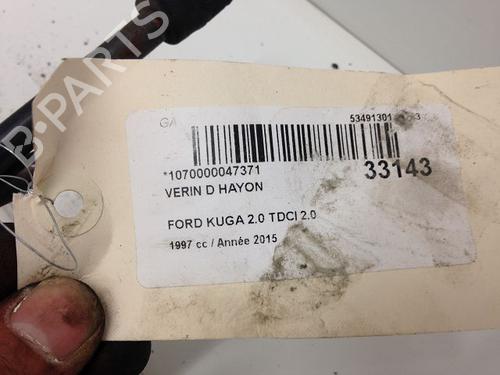 GA
53491301
*1070000047371
33143
VERIN D HAYON
FORD KUGA 2.0 TDCI 2.0
1997 cc / Année 2015
B-PARTS